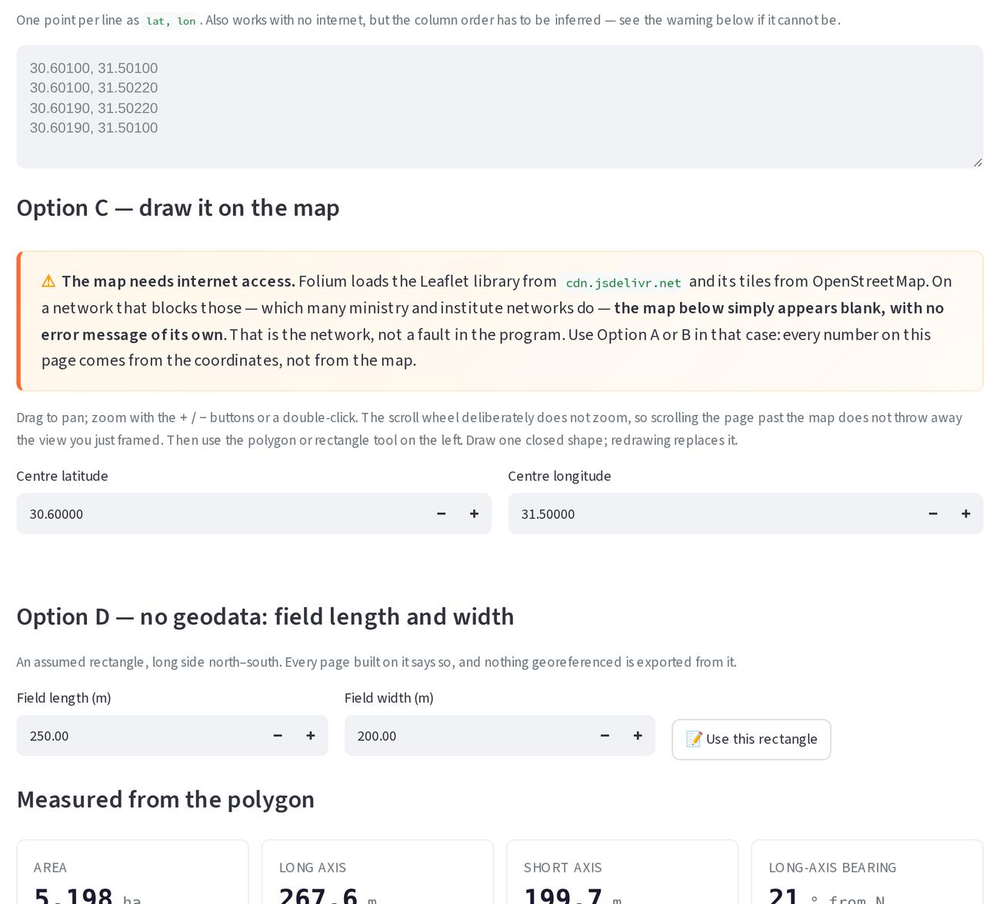 One point per line as lat, lon . Also works with no internet, but the column order has to be inferred — see the warning below if it cannot be.
30.60100, 31.50100
30.60100, 31.50220
30.60190, 31.50220
30.60190, 31.50100
Option C — draw it on the map
⚠ The map needs internet access. Folium loads the Leaflet library from cdn.jsdelivr.net and its tiles from OpenStreetMap. On
a network that blocks those — which many ministry and institute networks do — the map below simply appears blank, with no
error message of its own. That is the network, not a fault in the program. Use Option A or B in that case: every number on this
page comes from the coordinates, not from the map.
Drag to pan; zoom with the + / − buttons or a double-click. The scroll wheel deliberately does not zoom, so scrolling the page past the map does not throw away
the view you just framed. Then use the polygon or rectangle tool on the left. Draw one closed shape; redrawing replaces it.
Centre latitude
Centre longitude
30.60000 − +
31.50000 − +
Option D — no geodata: field length and width
An assumed rectangle, long side north–south. Every page built on it says so, and nothing georeferenced is exported from it.
Field length (m)
Field width (m)
250.00 − +
200.00 − +
📝 Use this rectangle
Measured from the polygon
AREA
LONG AXIS
SHORT AXIS
LONG-AXIS BEARING
5.198 ha
267.6 m
199.7 m
21 ° from N